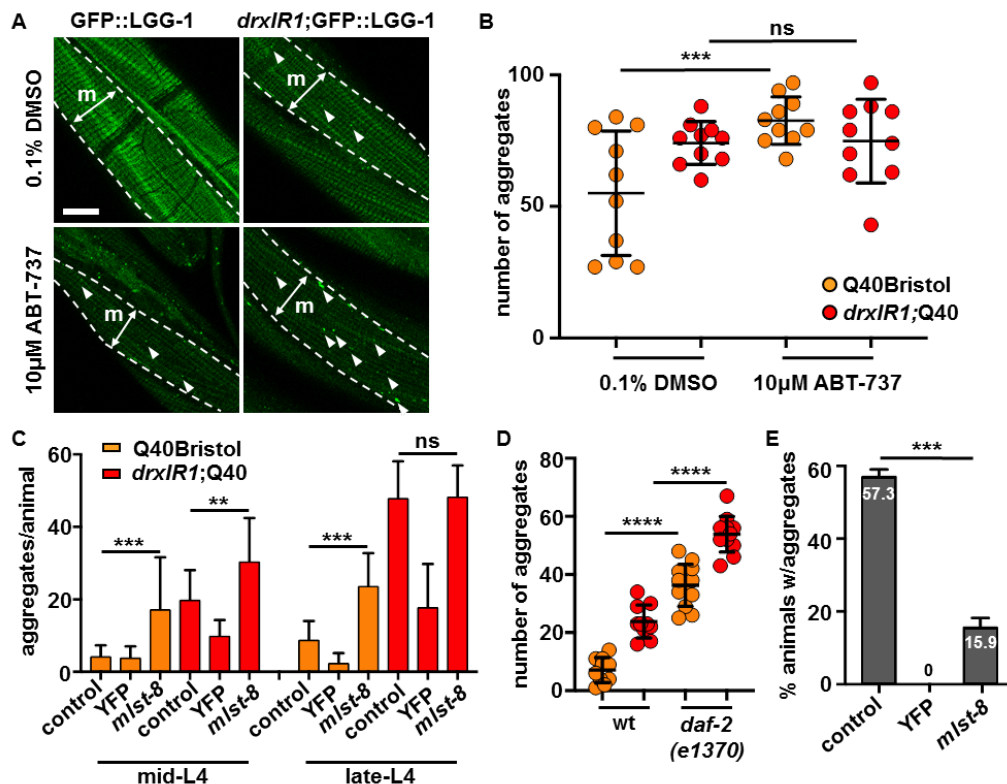 A
GFP::LGG-1
drxIR1;GFP::LGG-1
0.1% DMSO
m
m
10µM ABT-737
m
m
B
ns
***
number of aggregates
100
50
0
Q40Bristol
drxIR1;Q40
0.1% DMSO
10µM ABT-737
C
Q40Bristol
drxIR1;Q40
aggregates/animal
60
40
20
0
***
**
***
ns
control
YFP
mlst-8
control
YFP
mlst-8
control
YFP
mlst-8
control
YFP
mlst-8
mid-L4
late-L4
D
number of aggregates
80
60
40
20
0
****
****
wt
daf-2
(e1370)
E
% animals w/aggregates
60
40
20
0
***
57.3
0
15.9
control
YFP
mlst-8